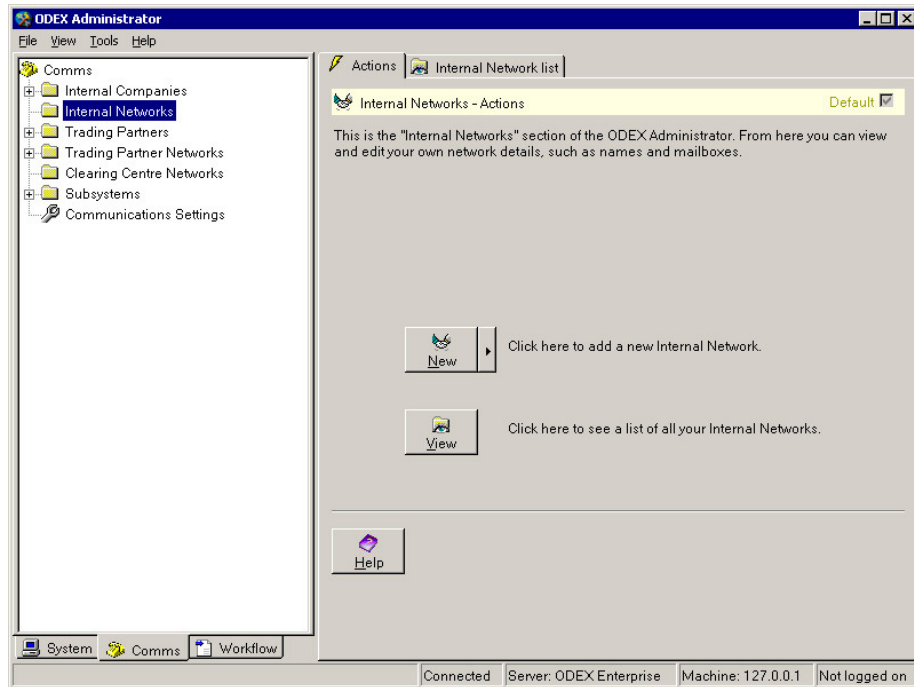 ODEX Administrator
File View Tools Help
Comms
Internal Companies
Internal Networks
Trading Partners
Trading Partner Networks
Clearing Centre Networks
Subsystems
Communications Settings
System Comms Workflow
Actions Internal Network list
Internal Networks - Actions Default
This is the "Internal Networks" section of the ODEX Administrator. From here you can view
and edit your own network details, such as names and mailboxes.
New Click here to add a new Internal Network.
View Click here to see a list of all your Internal Networks.
Help
Connected Server: ODEX Enterprise Machine: 127.0.0.1 Not logged on